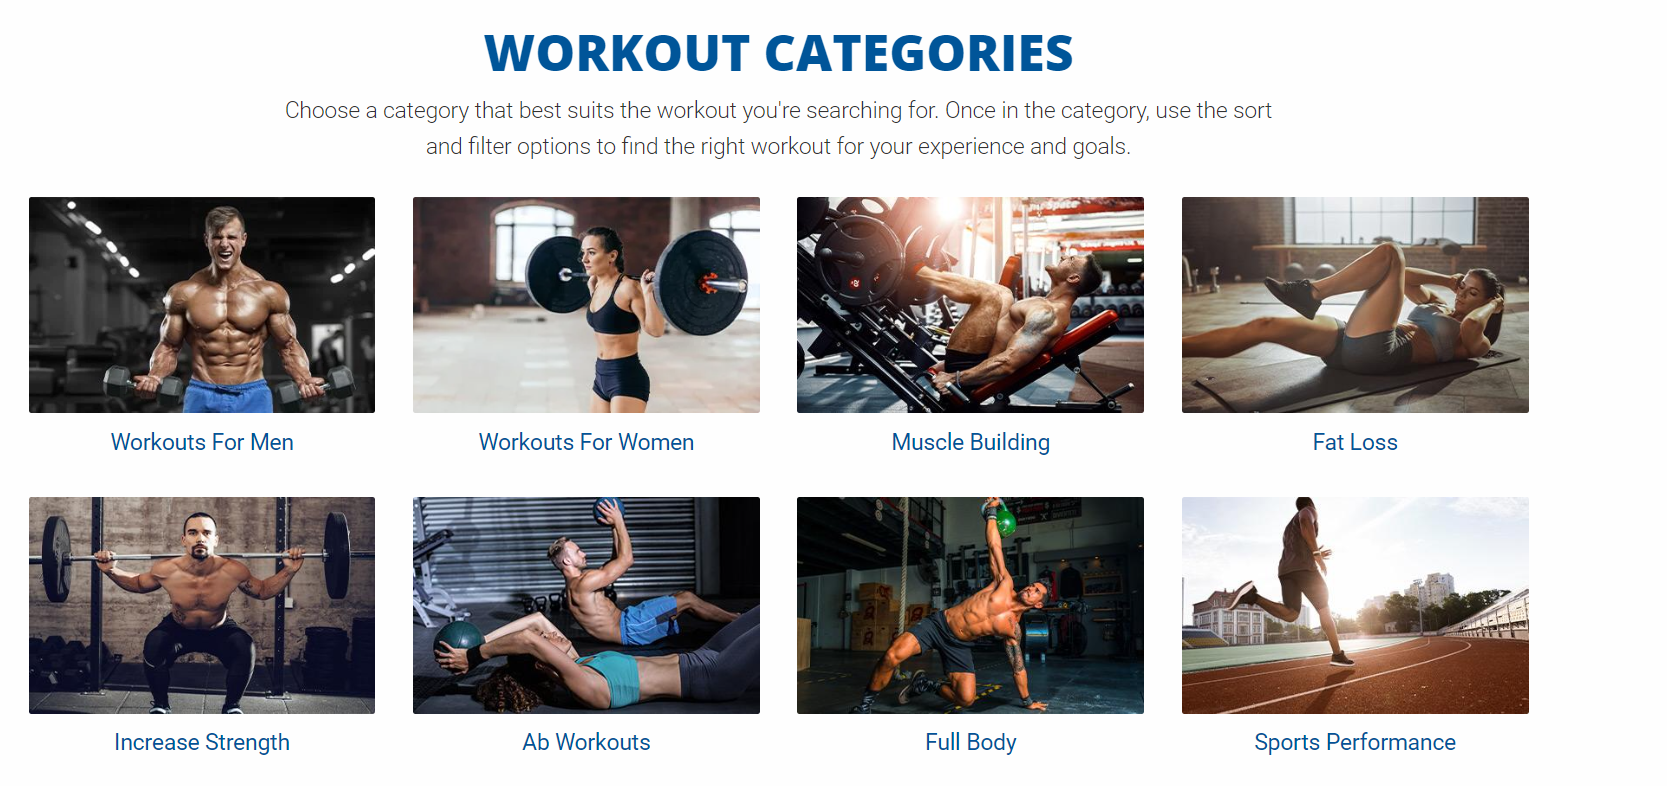 WORKOUT CATEGORIES
Choose a category that best suits the workout you're searching for. Once in the category, use the sort
and filter options to find the right workout for your experience and goals.
Workouts For Men
Workouts For Women
Muscle Building
Fat Loss
Increase Strength
Ab Workouts
Full Body
Sports Performance